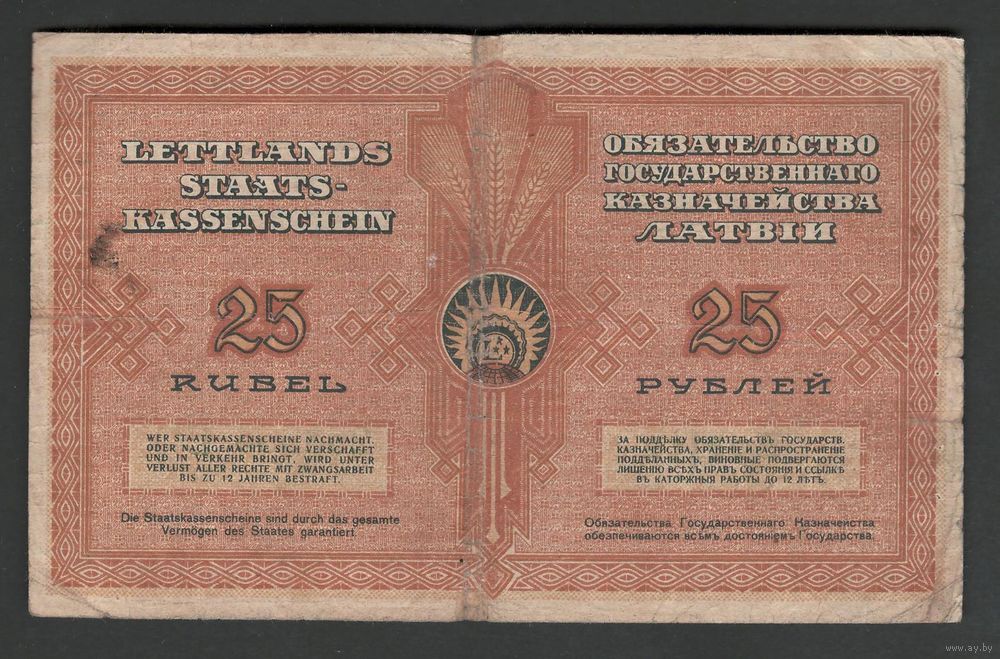 LETTLANDS
STAATS-
KASSENSCHEIN
25
RUBEL
WER STAATSKASSENSCHEINE NACHMACHT,
ODER NACHGEMACHTE SICH VERSCHAFFT
UND IN VERKEHR BRINGT, WIRD UNTER
VERLUST ALLER RECHTE MIT ZWANGSARBEIT
BIS ZU 12 JAHREN BESTRAFT.
Die Staatskassenscheine sind durch das gesamte
Vermögen des Staates garantiert.
ОБЯЗАТЕЛЬСТВО
ГОСУДАРСТВЕННАГО
КАЗНАЧЕЙСТВА
ЛАТВІИ
25
РУБЛЕЙ
ЗА ПОДДѢЛКУ ОБЯЗАТЕЛЬСТВЪ ГОСУДАРСТВ.
КАЗНАЧЕЙСТВА, ХРАНЕНІЕ И РАСПРОСТРАНЕНІЕ
ПОДДѢЛАННЫХЪ, ВИНОВНЫЕ ПОДВЕРГАЮТСЯ
ЛИШЕНІЮ ВСѢХЪ ПРАВЪ СОСТОЯНІЯ И ССЫЛКѢ
ВЪ КАТОРЖНЫЯ РАБОТЫ ДО 12 ЛѢТЪ.
Обязательства Государственнаго Казначейства
обезпечиваются всѣмъ достояніемъ Государства.
www.ay.by